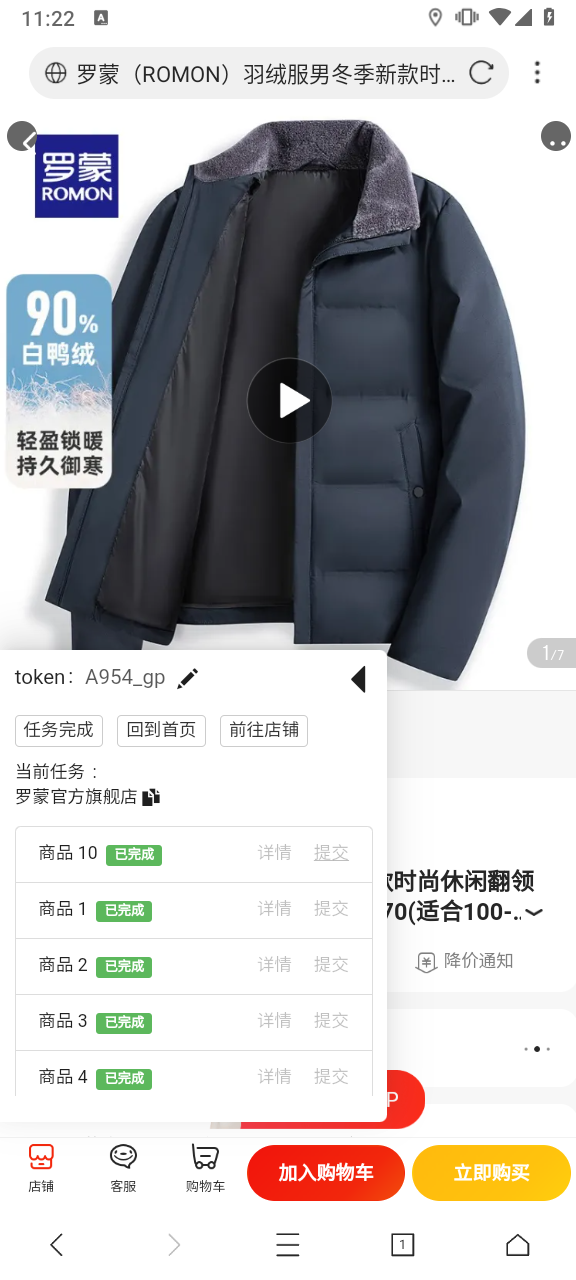 11:22
A
罗蒙（ROMON）羽绒服男冬季新款时...
罗蒙
ROMON
90%
白鸭绒
轻盈锁暖
持久御寒
1/7
token: A954_gp
任务完成 回到首页 前往店铺
当前任务：
罗蒙官方旗舰店
商品 10 已完成 详情 提交
商品 1 已完成 详情 提交
商品 2 已完成 详情 提交
商品 3 已完成 详情 提交
商品 4 已完成 详情 提交
时尚休闲翻领
70(适合100-..
降价通知
P
店铺 客服 购物车 加入购物车 立即购买
1